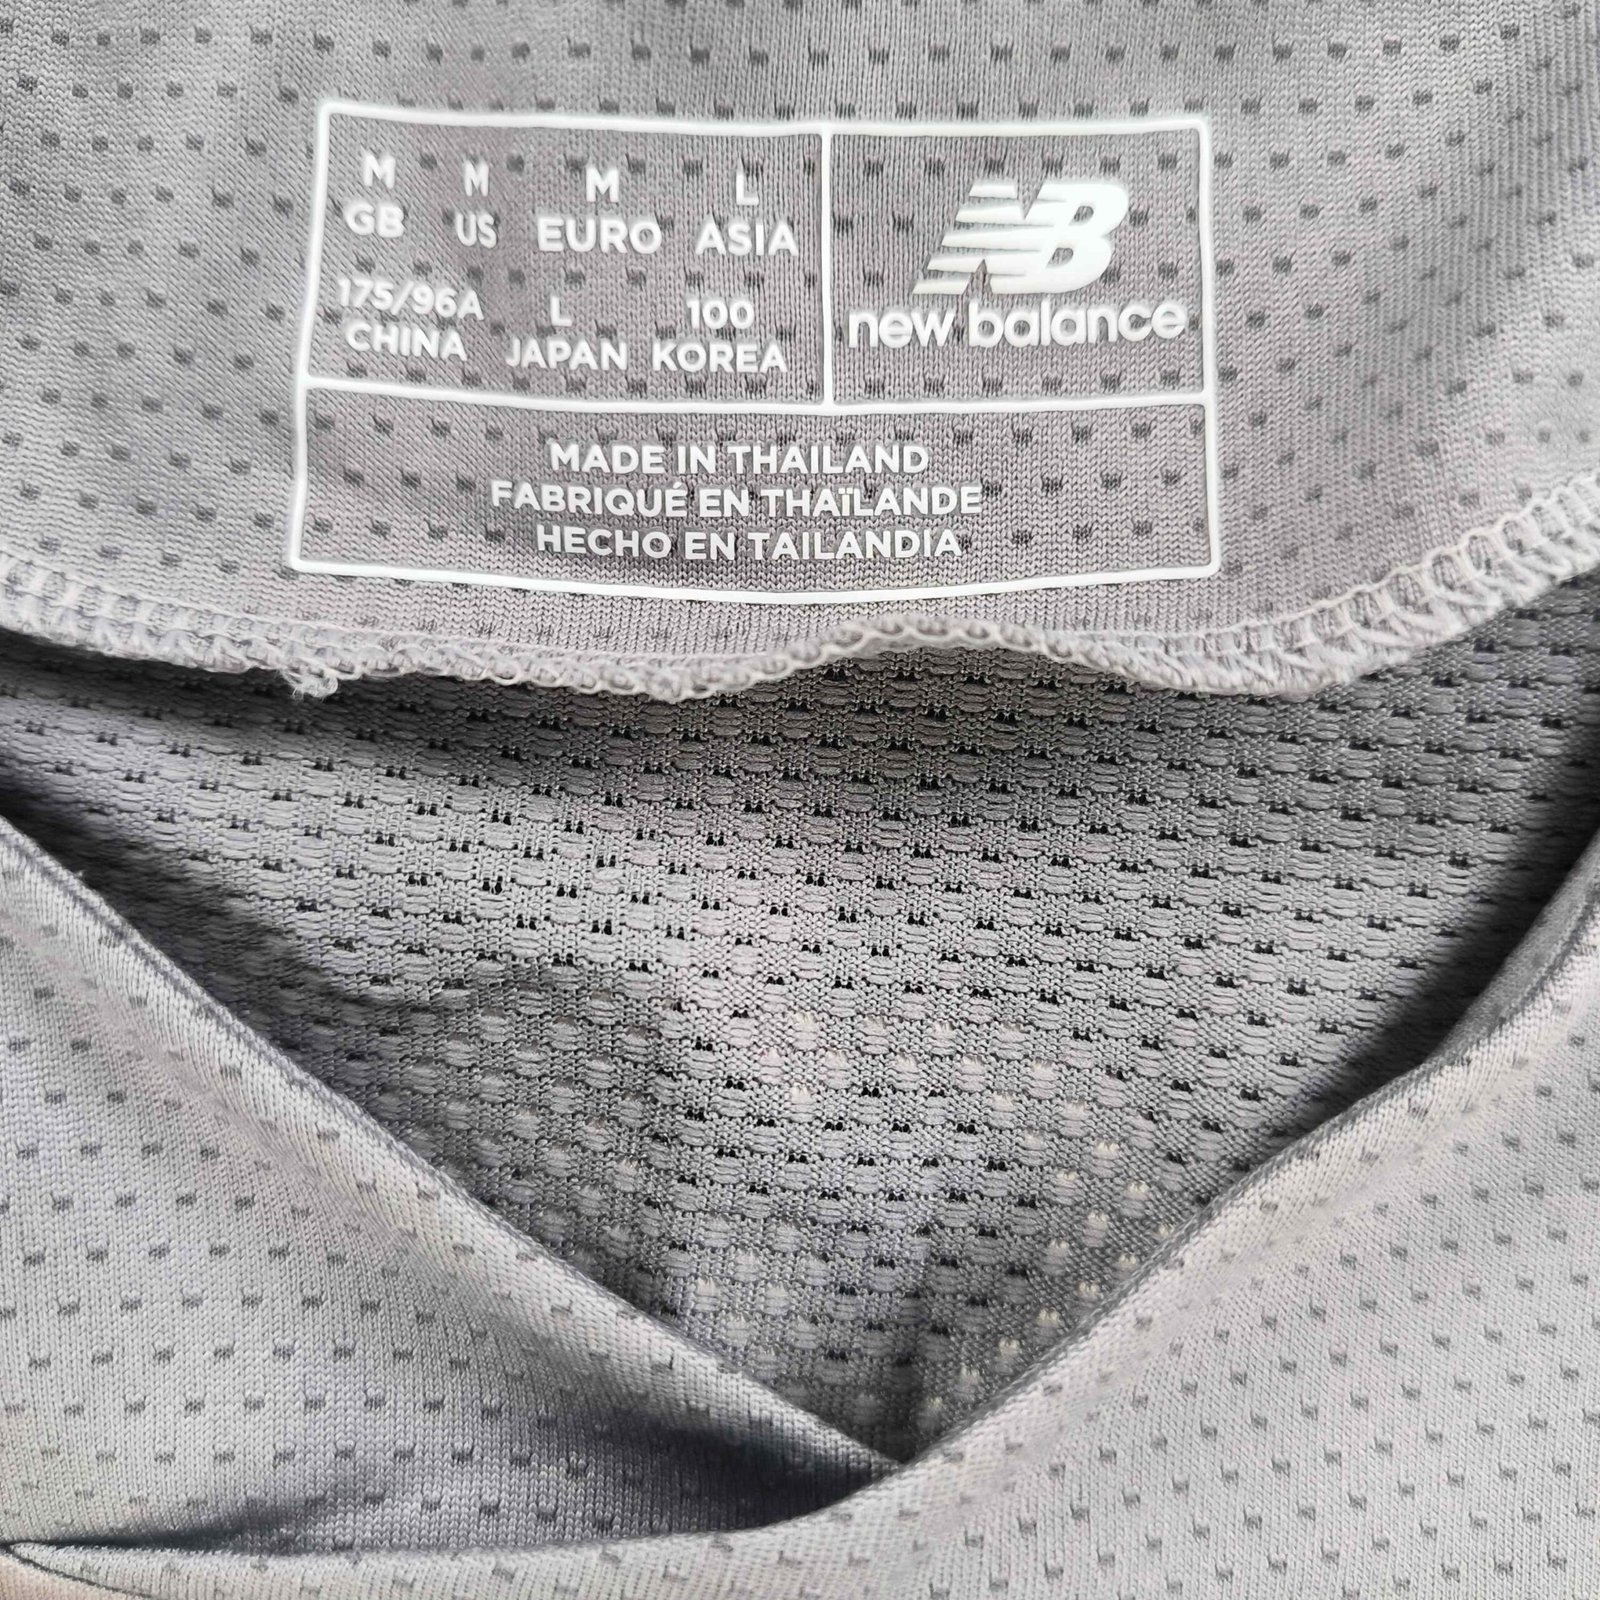 M M M L
GB US EURO ASIA
175/96A L 100
CHINA JAPAN KOREA
NB
new balance
MADE IN THAILAND
FABRIQUÉ EN THAÏLANDE
HECHO EN TAILANDIA